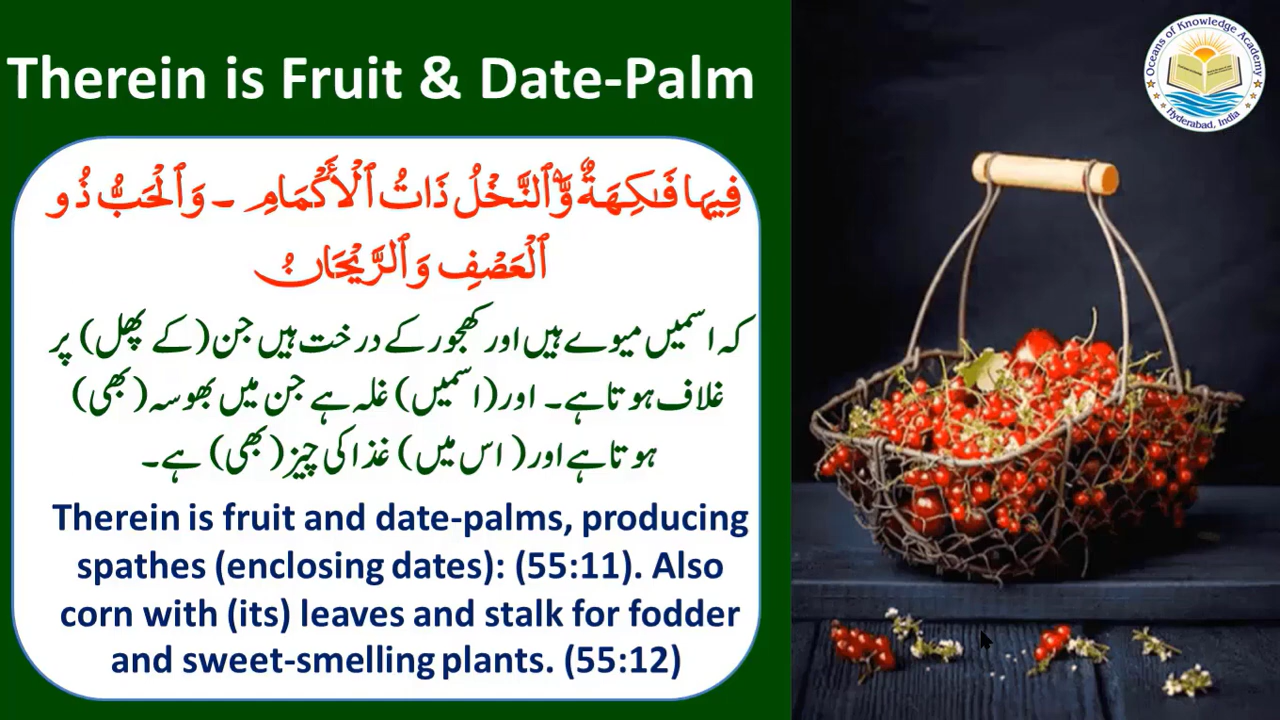 Therein is Fruit & Date-Palm
فِيهَا فَـٰكِهَةٌ وَٱلنَّخْلُ ذَاتُ ٱلْأَكْمَامِ ۔ وَٱلْحَبُّ ذُو
ٱلْعَصْفِ وَٱلرَّيْحَانُ
کہ اسمیں میوے ہیں اور کھجور کے درخت ہیں جن(کے پھل) پر
غلاف ہوتا ہے۔ اور(اسمیں) غلہ ہے جن میں بھوسہ(بھی)
ہوتا ہے اور( اس میں) غذا کی چیز(بھی) ہے۔
Therein is fruit and date-palms, producing
spathes (enclosing dates): (55:11). Also
corn with (its) leaves and stalk for fodder
and sweet-smelling plants. (55:12)
Oceans of Knowledge Academy
Hyderabad, India